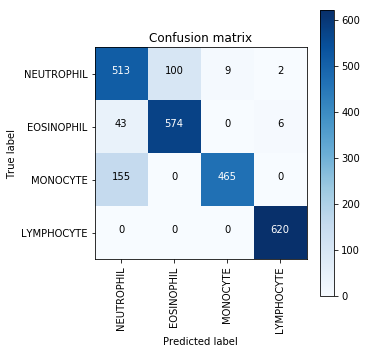 Confusion matrix
True label
NEUTROPHIL 513 100 9 2
EOSINOPHIL 43 574 0 6
MONOCYTE 155 0 465 0
LYMPHOCYTE 0 0 0 620
NEUTROPHIL
EOSINOPHIL
MONOCYTE
LYMPHOCYTE
Predicted label
600
500
400
300
200
100
0